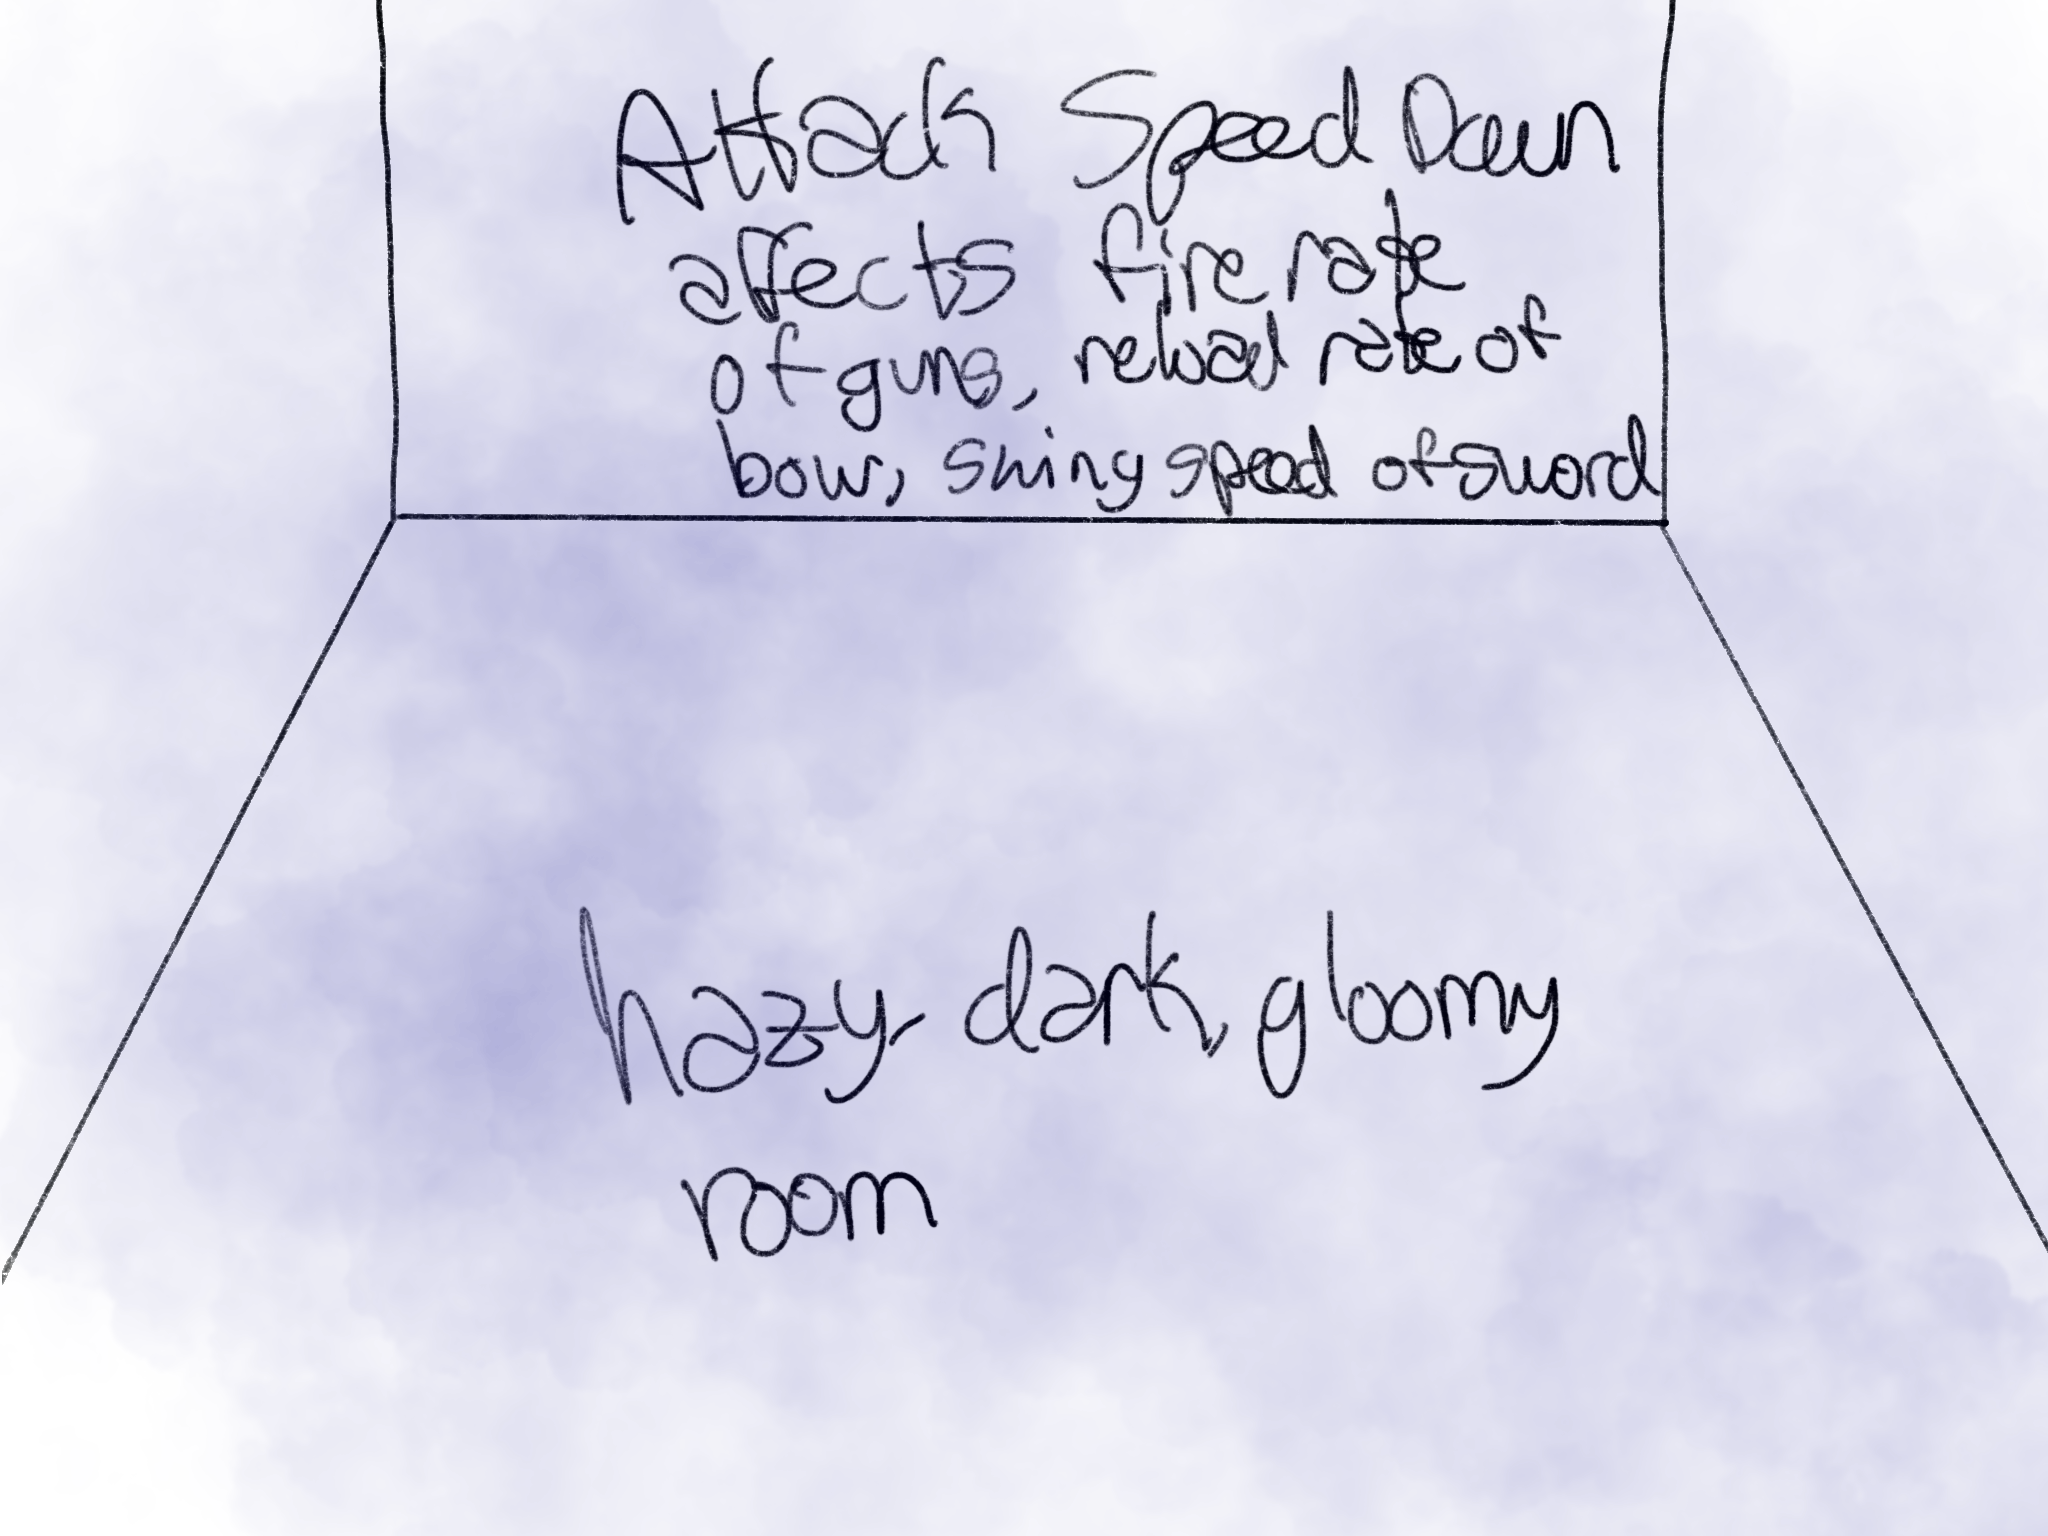 Attack Speed Down
affects fire rate
of guns, reload rate of
bow, swing speed of sword
hazy, dark, gloomy
room